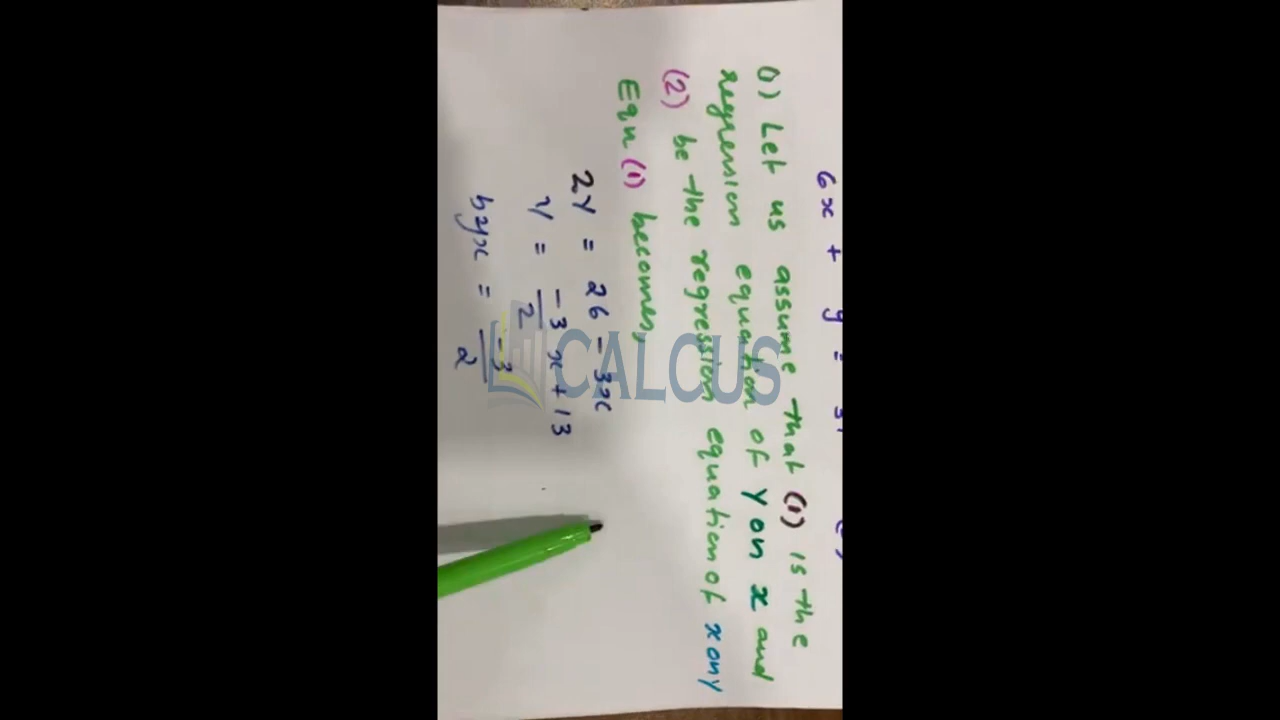 6x + y = 31
(1) Let us assume that (1) is the
regression equation of Y on x and
(2) be the regression equation of x on y
Eqn (1) becomes,
2Y = 26 - 3x
Y = -3/2 x + 13
byx = -3/2
CALCUS